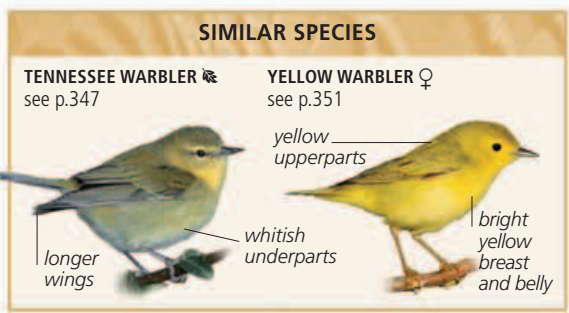 SIMILAR SPECIES
TENNESSEE WARBLER
see p.347
longer
wings
whitish
underparts
YELLOW WARBLER ♀
see p.351
yellow
upperparts
bright
yellow
breast
and belly